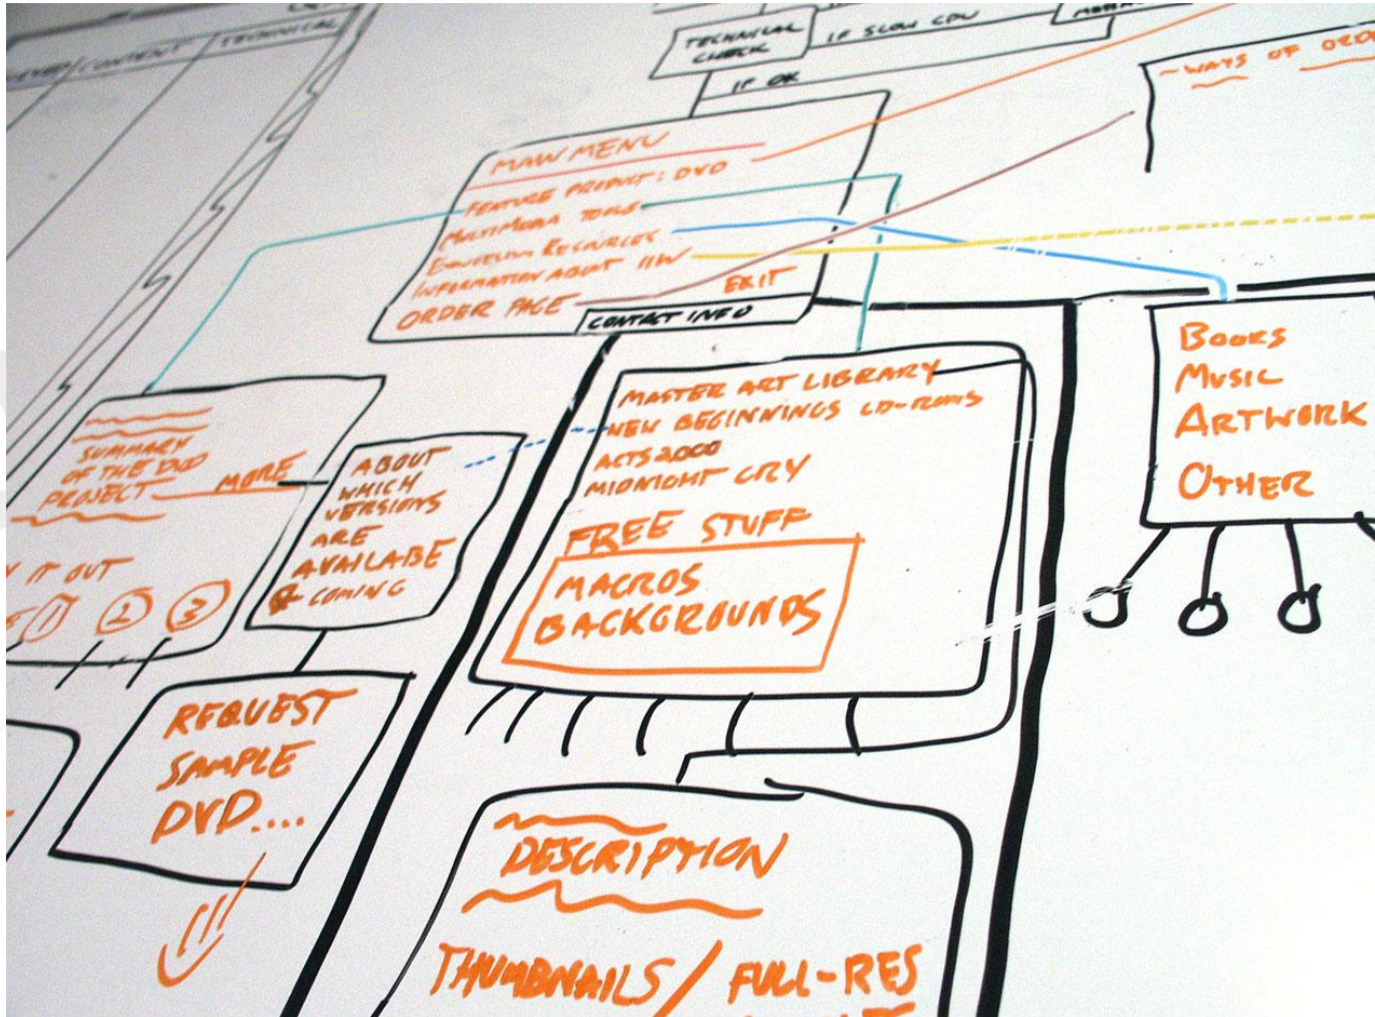 CONTENT
TECHNICAL
TECHNICAL
CHECK
IF SLOW CPU
IF OK
~WAYS OF
MAIN MENU
FEATURE PRODUCT: DVD
MULTIMEDIA TOOLS
RESOURCES
INFORMATION ABOUT
ORDER PAGE
EXIT
CONTACT INFO
SUMMARY
OF THE DVD
PROJECT
MORE
IT OUT
1 2 3
ABOUT
WHICH
VERSIONS
ARE
AVAILABE
COMING
REQUEST
SAMPLE
DVD....
MASTER ART LIBRARY
NEW BEGINNINGS CD-ROMS
ACTS 2000
MIDNIGHT CRY
FREE STUFF
MACROS
BACKGROUNDS
BOOKS
MUSIC
ARTWORK
OTHER
DESCRIPTION
THUMBNAILS / FULL-RES